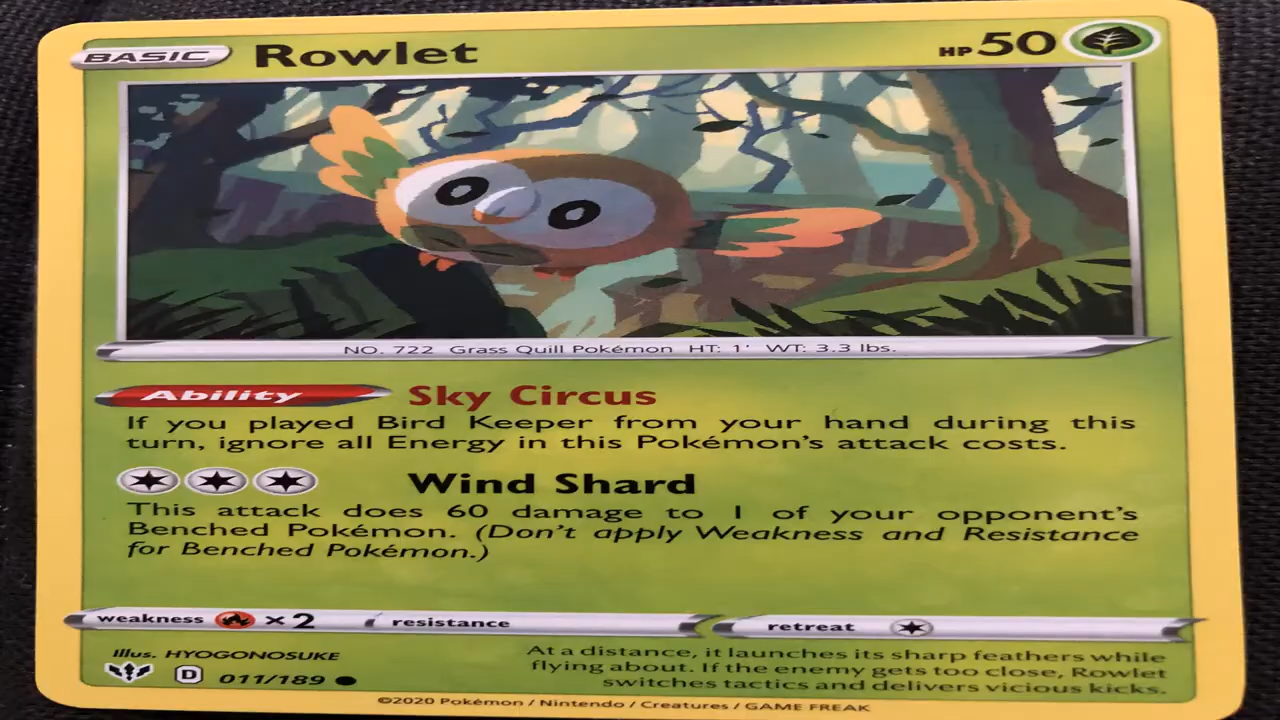 BASIC Rowlet HP 50
NO. 722 Grass Quill Pokémon HT: 1' WT: 3.3 lbs.
Ability Sky Circus
If you played Bird Keeper from your hand during this
turn, ignore all Energy in this Pokémon's attack costs.
Wind Shard
This attack does 60 damage to 1 of your opponent's
Benched Pokémon. (Don't apply Weakness and Resistance
for Benched Pokémon.)
weakness ×2 resistance retreat
Illus. HYOGONOSUKE
D 011/189
At a distance, it launches its sharp feathers while
flying about. If the enemy gets too close, Rowlet
switches tactics and delivers vicious kicks.
©2020 Pokémon / Nintendo / Creatures / GAME FREAK